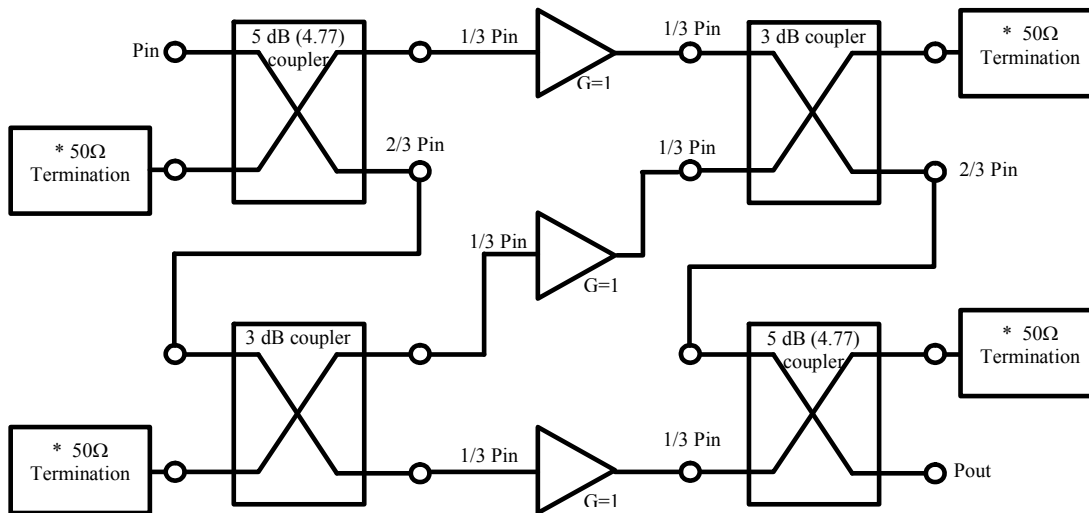 Pin
5 dB (4.77)
coupler
1/3 Pin
G=1
1/3 Pin
3 dB coupler
* 50Ω
Termination
* 50Ω
Termination
2/3 Pin
1/3 Pin
2/3 Pin
1/3 Pin
G=1
3 dB coupler
5 dB (4.77)
coupler
* 50Ω
Termination
* 50Ω
Termination
1/3 Pin
G=1
1/3 Pin
Pout